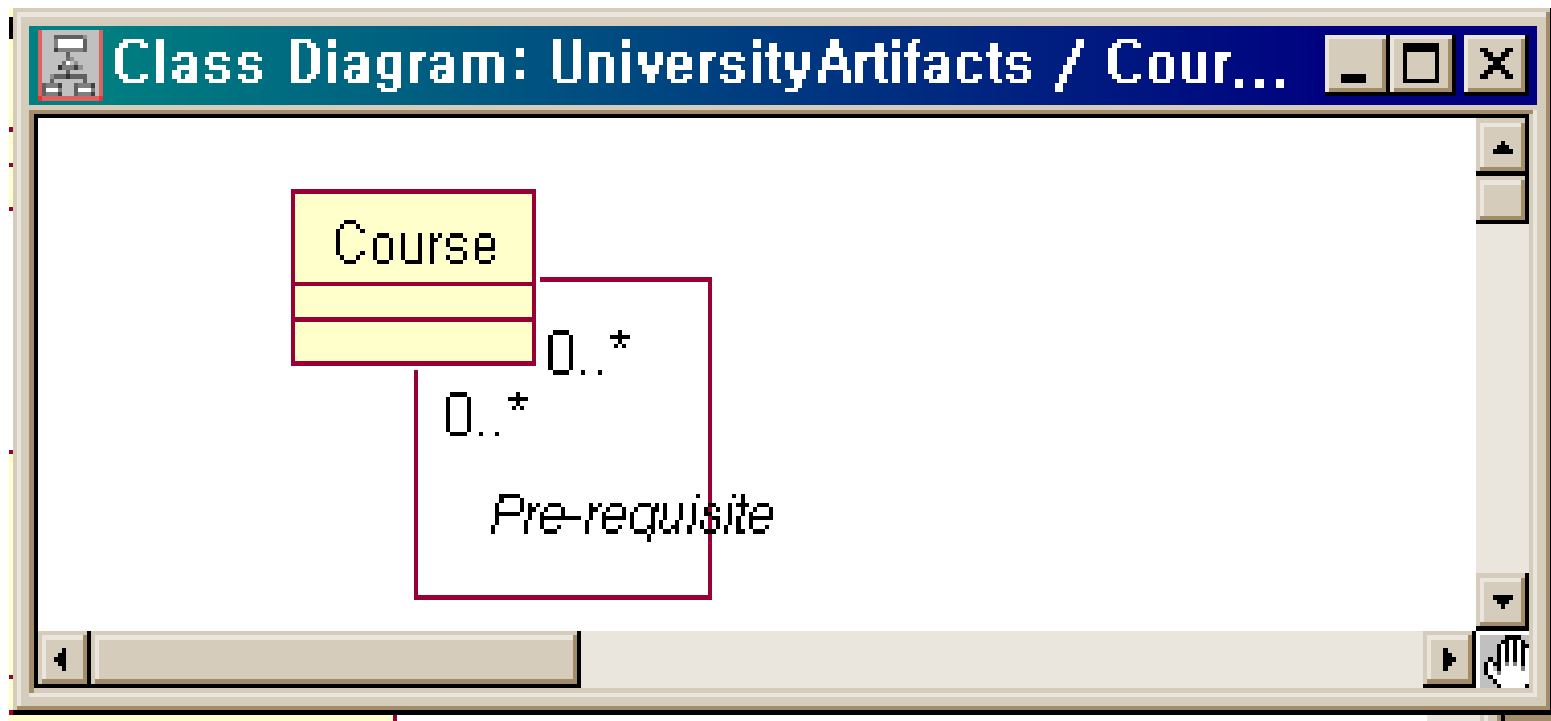 Class Diagram: UniversityArtifacts / Cour...
Course
0..*
0..*
Pre-requisite